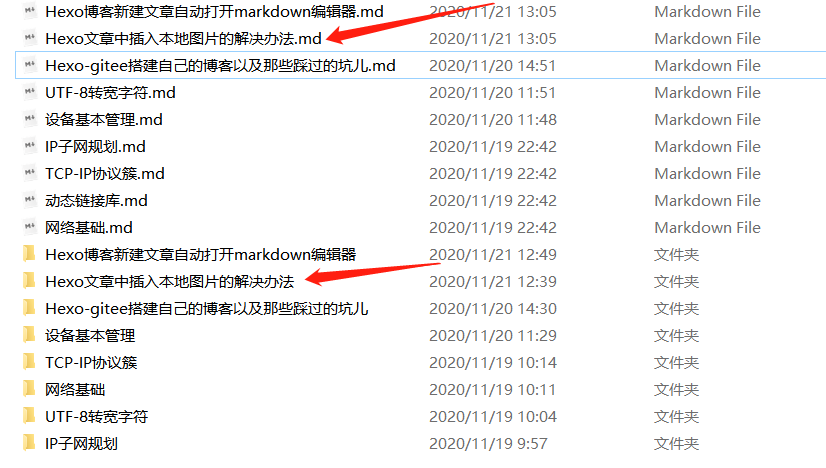 Hexo博客新建文章自动打开markdown编辑器.md 2020/11/21 13:05 Markdown File
Hexo文章中插入本地图片的解决办法.md 2020/11/21 13:05 Markdown File
Hexo-gitee搭建自己的博客以及那些踩过的坑儿.md 2020/11/20 14:51 Markdown File
UTF-8转宽字符.md 2020/11/20 11:51 Markdown File
设备基本管理.md 2020/11/20 11:48 Markdown File
IP子网规划.md 2020/11/19 22:42 Markdown File
TCP-IP协议簇.md 2020/11/19 22:42 Markdown File
动态链接库.md 2020/11/19 22:42 Markdown File
网络基础.md 2020/11/19 22:42 Markdown File
Hexo博客新建文章自动打开markdown编辑器 2020/11/21 12:49 文件夹
Hexo文章中插入本地图片的解决办法 2020/11/21 12:39 文件夹
Hexo-gitee搭建自己的博客以及那些踩过的坑儿 2020/11/20 14:30 文件夹
设备基本管理 2020/11/20 11:29 文件夹
TCP-IP协议簇 2020/11/19 10:14 文件夹
网络基础 2020/11/19 10:11 文件夹
UTF-8转宽字符 2020/11/19 10:04 文件夹
IP子网规划 2020/11/19 9:57 文件夹